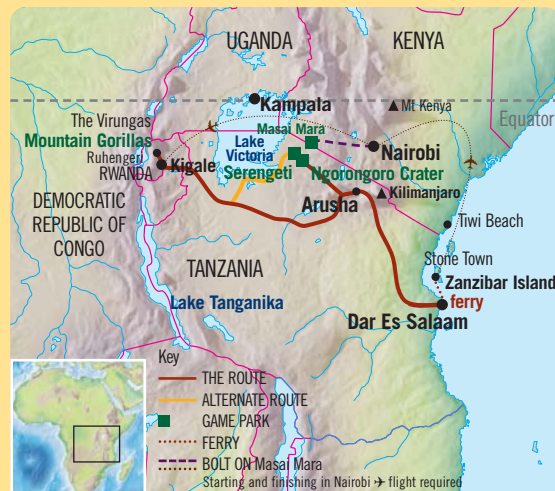 UGANDA
KENYA
Kampala
Mt Kenya
Equator
The Virungas
Mountain Gorillas
Ruhengeri
RWANDA
Kigale
Lake
Victoria
Masai Mara
Nairobi
Serengeti
Ngorongoro Crater
Kilimanjaro
Arusha
DEMOCRATIC
REPUBLIC OF
CONGO
Tiwi Beach
TANZANIA
Stone Town
Zanzibar Island
ferry
Lake Tanganika
Dar Es Salaam
Key
THE ROUTE
ALTERNATE ROUTE
GAME PARK
FERRY
BOLT ON Masai Mara
Starting and finishing in Nairobi ✈ flight required